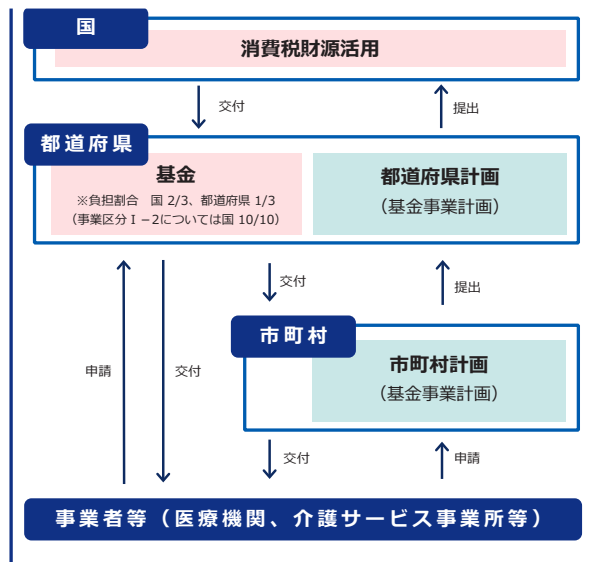 国
消費税財源活用
交付
提出
都道府県
基金
※負担割合　国 2/3、都道府県 1/3
（事業区分Ⅰ－2については国 10/10）
都道府県計画
（基金事業計画）
交付
提出
市町村
市町村計画
（基金事業計画）
申請
交付
交付
申請
事業者等（医療機関、介護サービス事業所等）